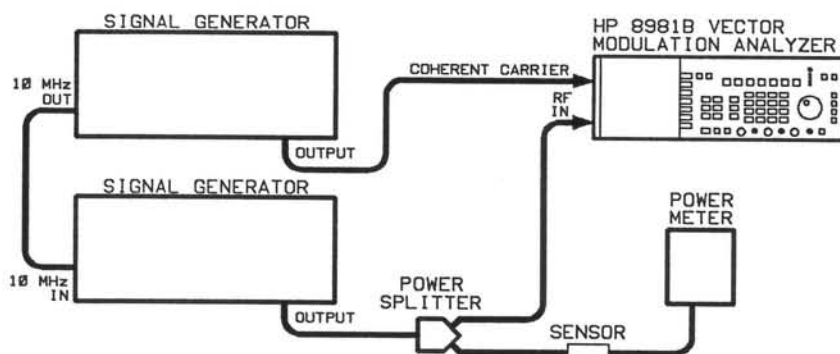 SIGNAL GENERATOR
HP 8981B VECTOR
MODULATION ANALYZER
10 MHz
OUT
COHERENT CARRIER
RF
IN
OUTPUT
SIGNAL GENERATOR
POWER
METER
10 MHz
IN
OUTPUT
POWER
SPLITTER
SENSOR